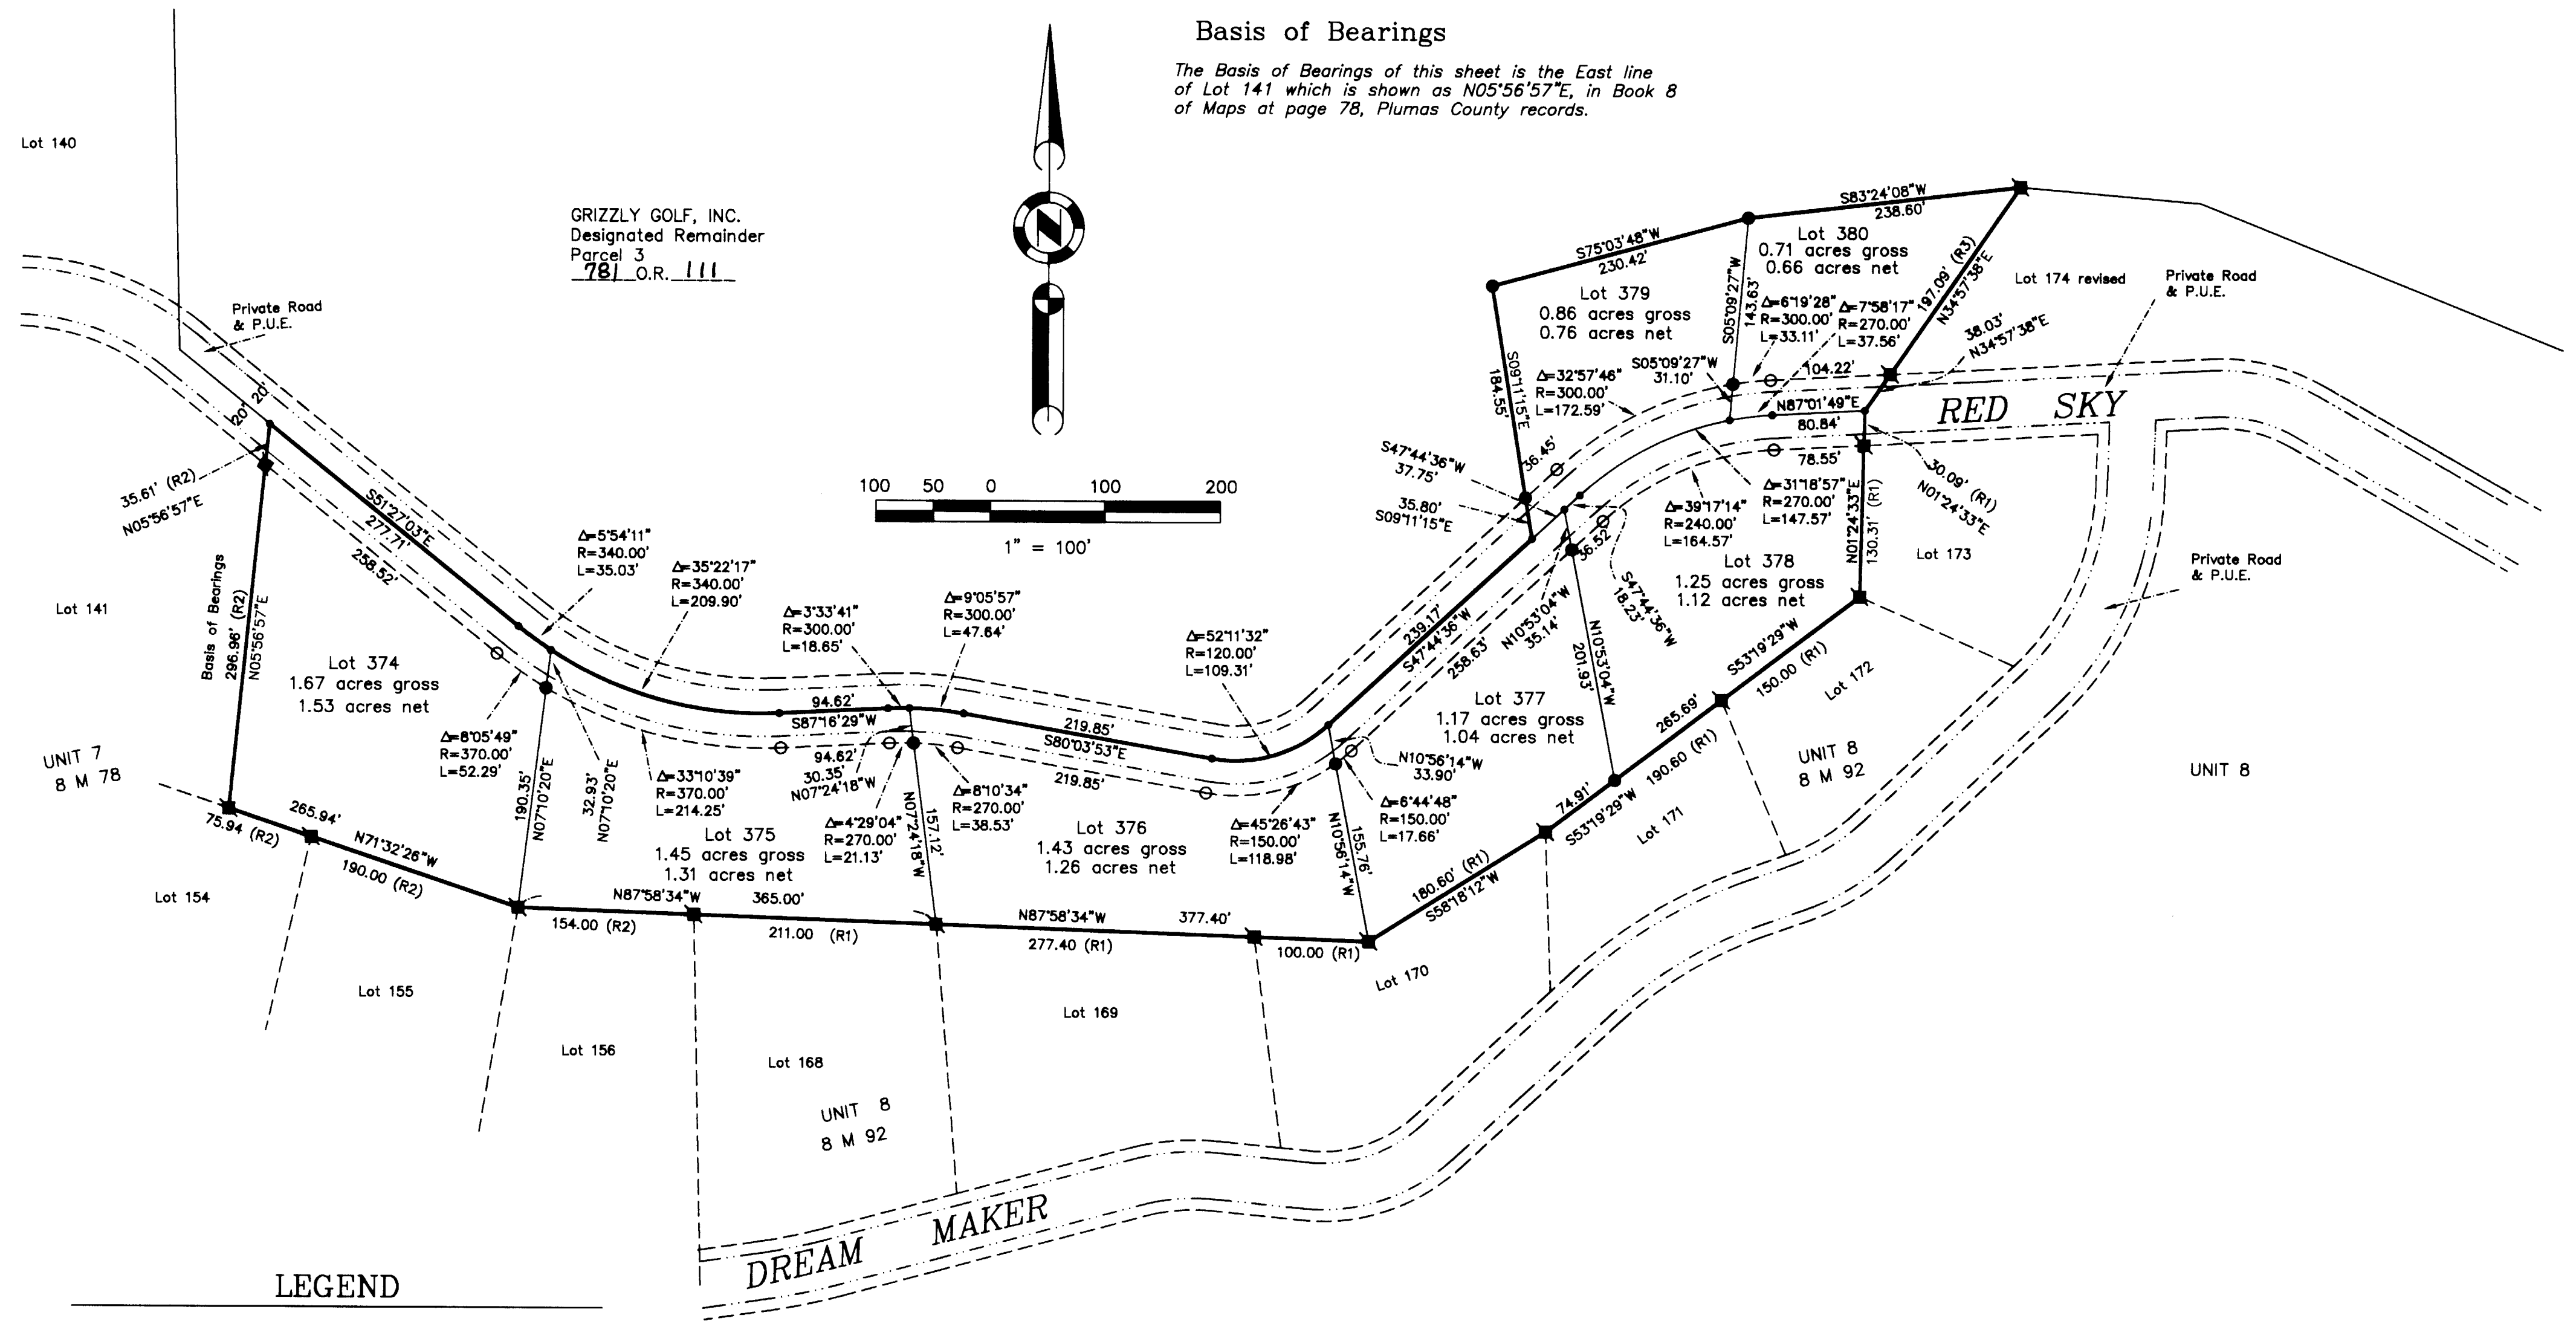 Basis of Bearings
The Basis of Bearings of this sheet is the East line
of Lot 141 which is shown as N05°56'57"E, in Book 8
of Maps at page 78, Plumas County records.
Lot 140
GRIZZLY GOLF, INC.
Designated Remainder
Parcel 3
781 O.R. 111
Private Road
& P.U.E.
20' 20'
35.61' (R2)
N05°56'57"E
S51°27'03"E
277.71'
258.52'
Basis of Bearings
296.96' (R2)
N05°56'57"E
Lot 141
Lot 374
1.67 acres gross
1.53 acres net
UNIT 7
8 M 78
Δ=5°54'11"
R=340.00'
L=35.03'
Δ=35°22'17"
R=340.00'
L=209.90'
Δ=3°33'41"
R=300.00'
L=18.65'
Δ=9°05'57"
R=300.00'
L=47.64'
Δ=52°11'32"
R=120.00'
L=109.31'
100 50 0 100 200
1" = 100'
94.62'
S87°16'29"W
94.62'
30.35'
N07°24'18"W
219.85'
S80°03'53"E
219.85'
Δ=8°05'49"
R=370.00'
L=52.29'
190.35'
N07°10'20"E
32.93'
N07°10'20"E
Δ=33°10'39"
R=370.00'
L=214.25'
Lot 375
1.45 acres gross
1.31 acres net
Δ=4°29'04"
R=270.00'
L=21.13'
157.12'
N07°24'18"W
Δ=8°10'34"
R=270.00'
L=38.53'
Lot 376
1.43 acres gross
1.26 acres net
Δ=45°26'43"
R=150.00'
L=118.98'
Δ=6°44'48"
R=150.00'
L=17.66'
N10°56'14"W
33.90'
155.76'
N10°56'14"W
265.94'
75.94 (R2)
N71°32'26"W
190.00 (R2)
N87°58'34"W
365.00'
154.00 (R2)
211.00 (R1)
N87°58'34"W
377.40'
277.40 (R1)
100.00 (R1)
S83°24'08"W
238.60'
S75°03'48"W
230.42'
Lot 380
0.71 acres gross
0.66 acres net
Lot 379
0.86 acres gross
0.76 acres net
S05°09'27"W
143.63'
Δ=6°19'28"
R=300.00'
L=33.11'
Δ=7°58'17"
R=270.00'
L=37.56'
197.09' (R3)
N34°57'38"E
38.03'
N34°57'38"E
Lot 174 revised
Private Road
& P.U.E.
S09°11'15"E
184.55'
Δ=32°57'46"
R=300.00'
L=172.59'
S05°09'27"W
31.10'
104.22'
N87°01'49"E
80.84'
78.55'
RED SKY
36.45'
S47°44'36"W
37.75'
35.80'
S09°11'15"E
Δ=31°18'57"
R=270.00'
L=147.57'
Δ=39°17'14"
R=240.00'
L=164.57'
36.52'
30.09' (R1)
N01°24'33"E
N01°24'33"E
130.31' (R1)
Lot 173
Private Road
& P.U.E.
Lot 378
1.25 acres gross
1.12 acres net
S47°44'36"W
18.23'
N10°53'04"W
35.14'
239.17'
S47°44'36"W
258.63'
N10°53'04"W
201.93'
Lot 377
1.17 acres gross
1.04 acres net
S53°19'29"W
150.00 (R1)
Lot 172
265.69'
190.60 (R1)
74.91'
S53°19'29"W
180.60' (R1)
S58°18'12"W
Lot 171
UNIT 8
8 M 92
UNIT 8
Lot 154
Lot 155
Lot 156
Lot 168
Lot 169
Lot 170
UNIT 8
8 M 92
DREAM MAKER
LEGEND